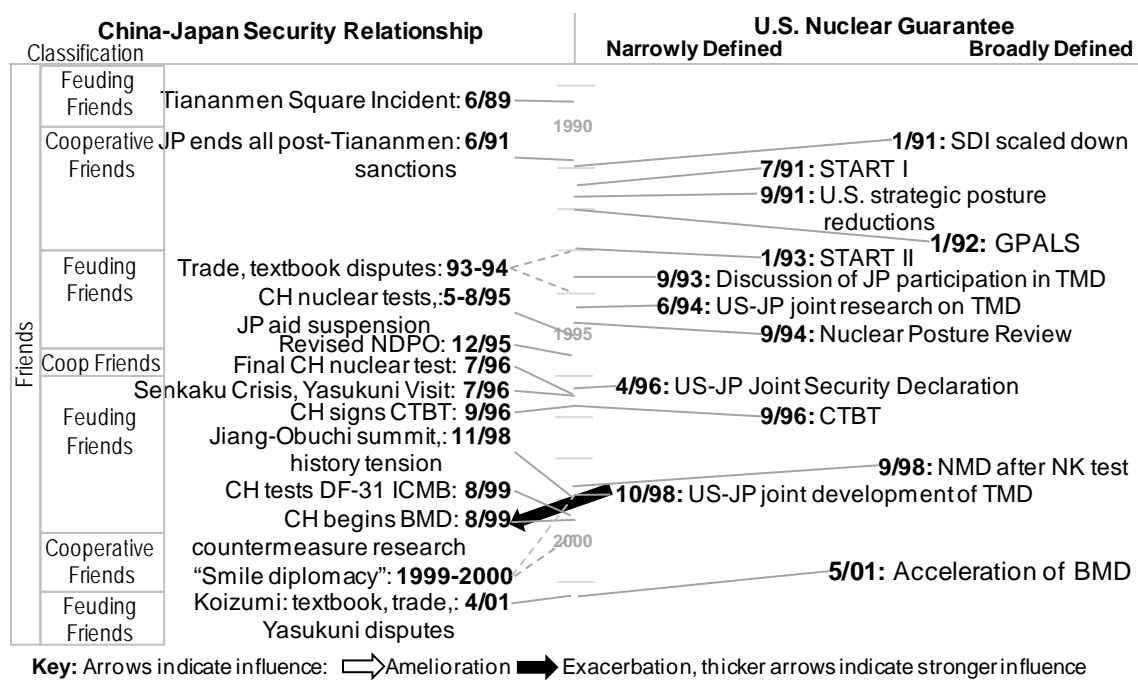 China-Japan Security Relationship
U.S. Nuclear Guarantee
Narrowly Defined
Broadly Defined
Classification
Friends
Feuding
Friends
Tiananmen Square Incident: 6/89
1990
Cooperative
Friends
JP ends all post-Tiananmen: 6/91
sanctions
1/91: SDI scaled down
7/91: START I
9/91: U.S. strategic posture
reductions
1/92: GPALS
1/93: START II
Feuding
Friends
Trade, textbook disputes: 93-94
9/93: Discussion of JP participation in TMD
CH nuclear tests,:5-8/95
JP aid suspension
6/94: US-JP joint research on TMD
1995
9/94: Nuclear Posture Review
Revised NDPO: 12/95
Coop Friends
Final CH nuclear test: 7/96
Feuding
Friends
Senkaku Crisis, Yasukuni Visit: 7/96
4/96: US-JP Joint Security Declaration
CH signs CTBT: 9/96
9/96: CTBT
Jiang-Obuchi summit,: 11/98
history tension
9/98: NMD after NK test
CH tests DF-31 ICMB: 8/99
10/98: US-JP joint development of TMD
CH begins BMD: 8/99
countermeasure research
2000
Cooperative
Friends
“Smile diplomacy”: 1999-2000
5/01: Acceleration of BMD
Feuding
Friends
Koizumi: textbook, trade,: 4/01
Yasukuni disputes
Key: Arrows indicate influence: Amelioration Exacerbation, thicker arrows indicate stronger influence